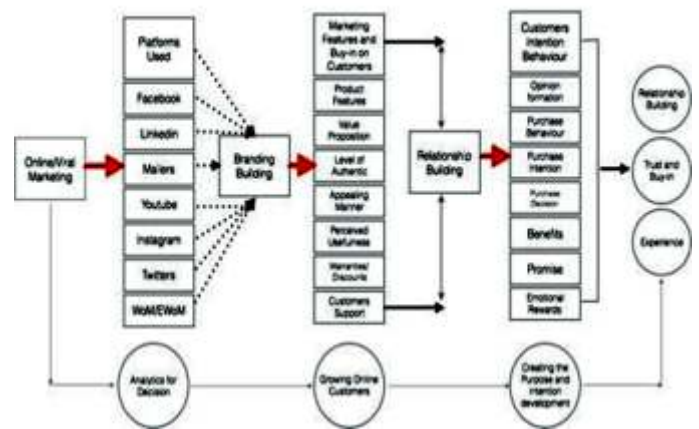 Online/Viral
Marketing
Platforms
Used
Facebook
Linkedin
Mailers
Youtube
Instagram
Twitters
WoM/EWoM
Branding
Building
Marketing
Features and
Buy-in on
Customers
Product
Features
Value
Proposition
Level of
Authentic
Appealing
Manner
Perceived
Usefulness
Warranties/
Discounts
Customers
Support
Relationship
Building
Customers
Intention
Behaviour
Opinion
formation
Purchase
Behaviour
Purchase
Intention
Purchase
Decision
Benefits
Promise
Emotional
Rewards
Relationship
Building
Trust and
Buy-in
Experience
Analytics for
Decision
Growing Online
Customers
Creating the
Purpose and
intention
development